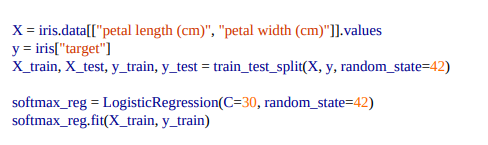 X = iris.data[["petal length (cm)", "petal width (cm)"]].values
y = iris["target"]
X_train, X_test, y_train, y_test = train_test_split(X, y, random_state=42)
softmax_reg = LogisticRegression(C=30, random_state=42)
softmax_reg.fit(X_train, y_train)